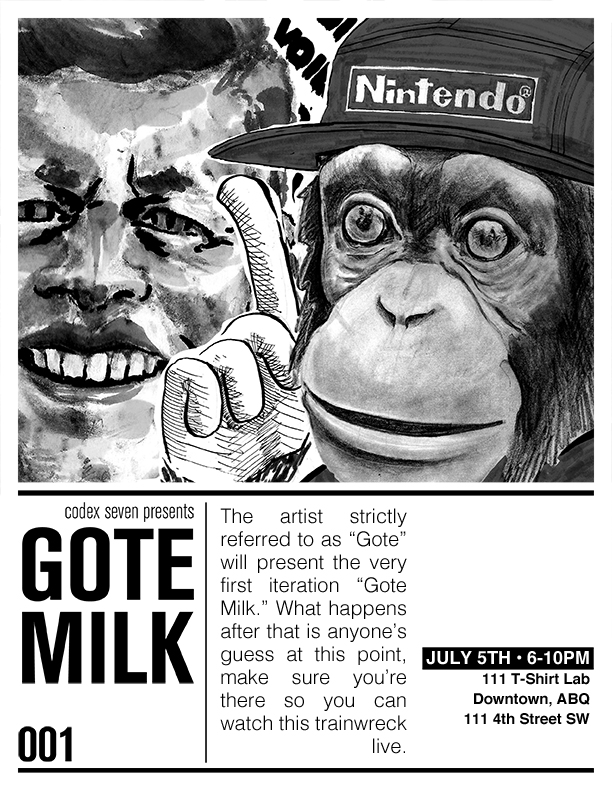 Nintendo®
codex seven presents
GOTE
MILK
001
The artist strictly
referred to as “Gote”
will present the very
first iteration “Gote
Milk.” What happens
after that is anyone’s
guess at this point,
make sure you’re
there so you can
watch this trainwreck
live.
JULY 5TH • 6-10PM
111 T-Shirt Lab
Downtown, ABQ
111 4th Street SW